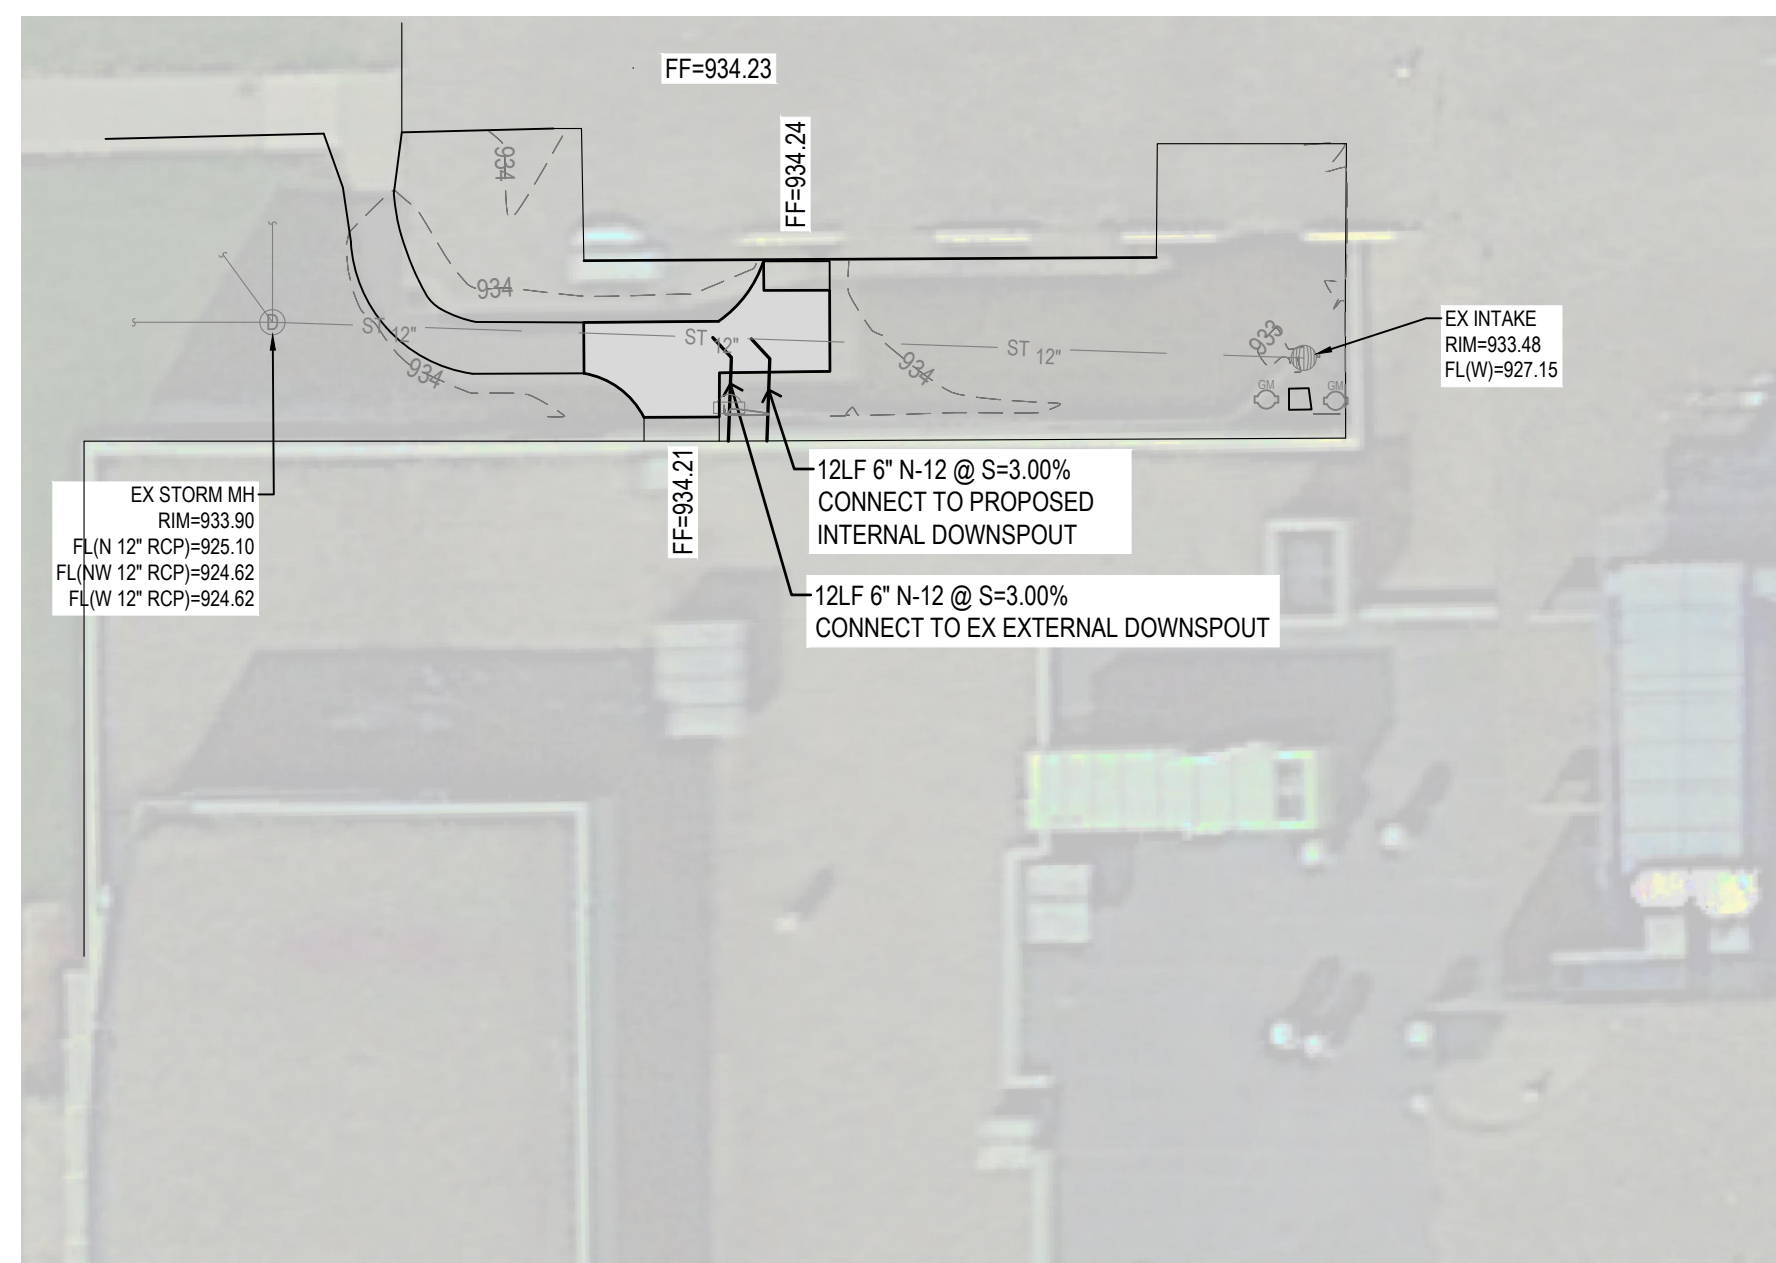 FF=934.23
FF=934.24
934
934
ST 12"
ST 12"
ST 12"
934
934
933
EX INTAKE
RIM=933.48
FL(W)=927.15
GM
GM
D
EX STORM MH
RIM=933.90
FL(N 12" RCP)=925.10
FL(NW 12" RCP)=924.62
FL(W 12" RCP)=924.62
FF=934.21
12LF 6" N-12 @ S=3.00%
CONNECT TO PROPOSED
INTERNAL DOWNSPOUT
12LF 6" N-12 @ S=3.00%
CONNECT TO EX EXTERNAL DOWNSPOUT